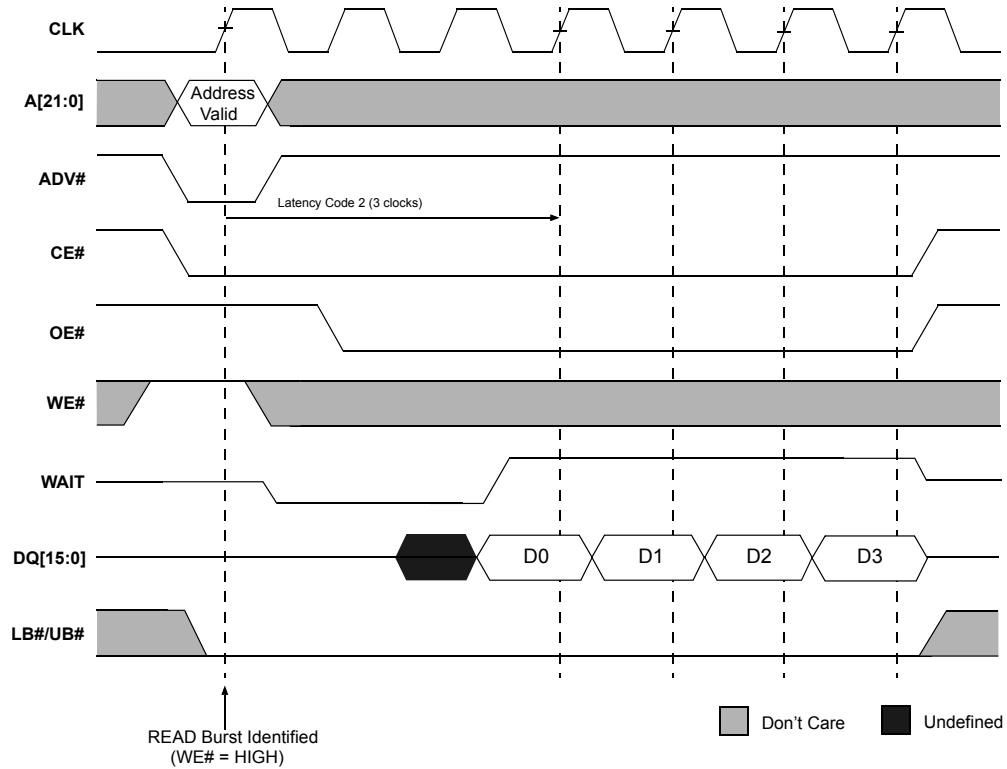 CLK
A[21:0]
Address
Valid
ADV#
Latency Code 2 (3 clocks)
CE#
OE#
WE#
WAIT
DQ[15:0]
D0
D1
D2
D3
LB#/UB#
READ Burst Identified
(WE# = HIGH)
Don't Care
Undefined